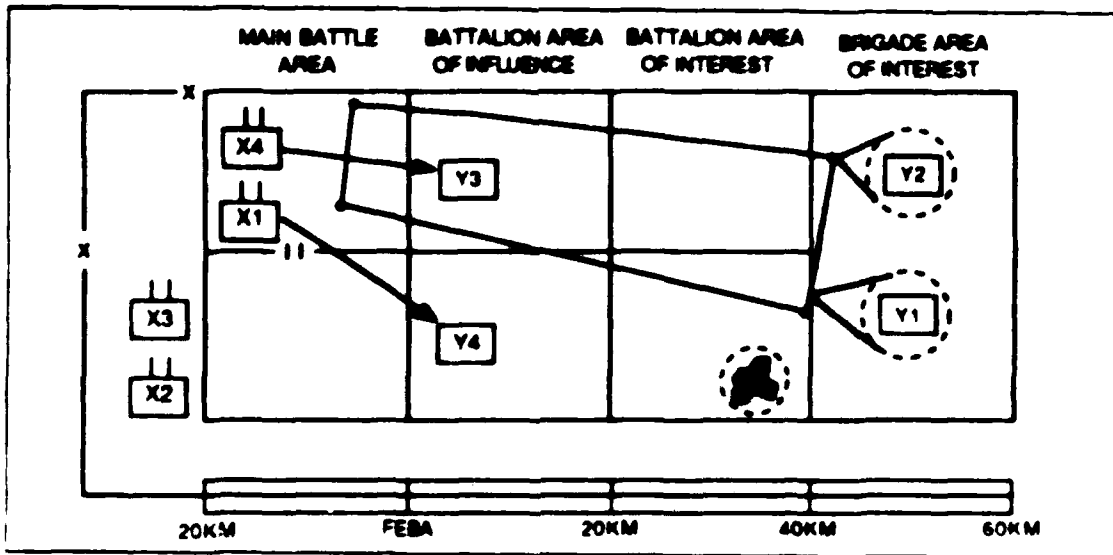 MAIN BATTLE AREA
BATTALION AREA OF INFLUENCE
BATTALION AREA OF INTEREST
BRIGADE AREA OF INTEREST
X
X4
Y3
Y2
X1
X
II
X3
Y1
Y4
X2
20KM FEBA 20KM 40KM 60KM